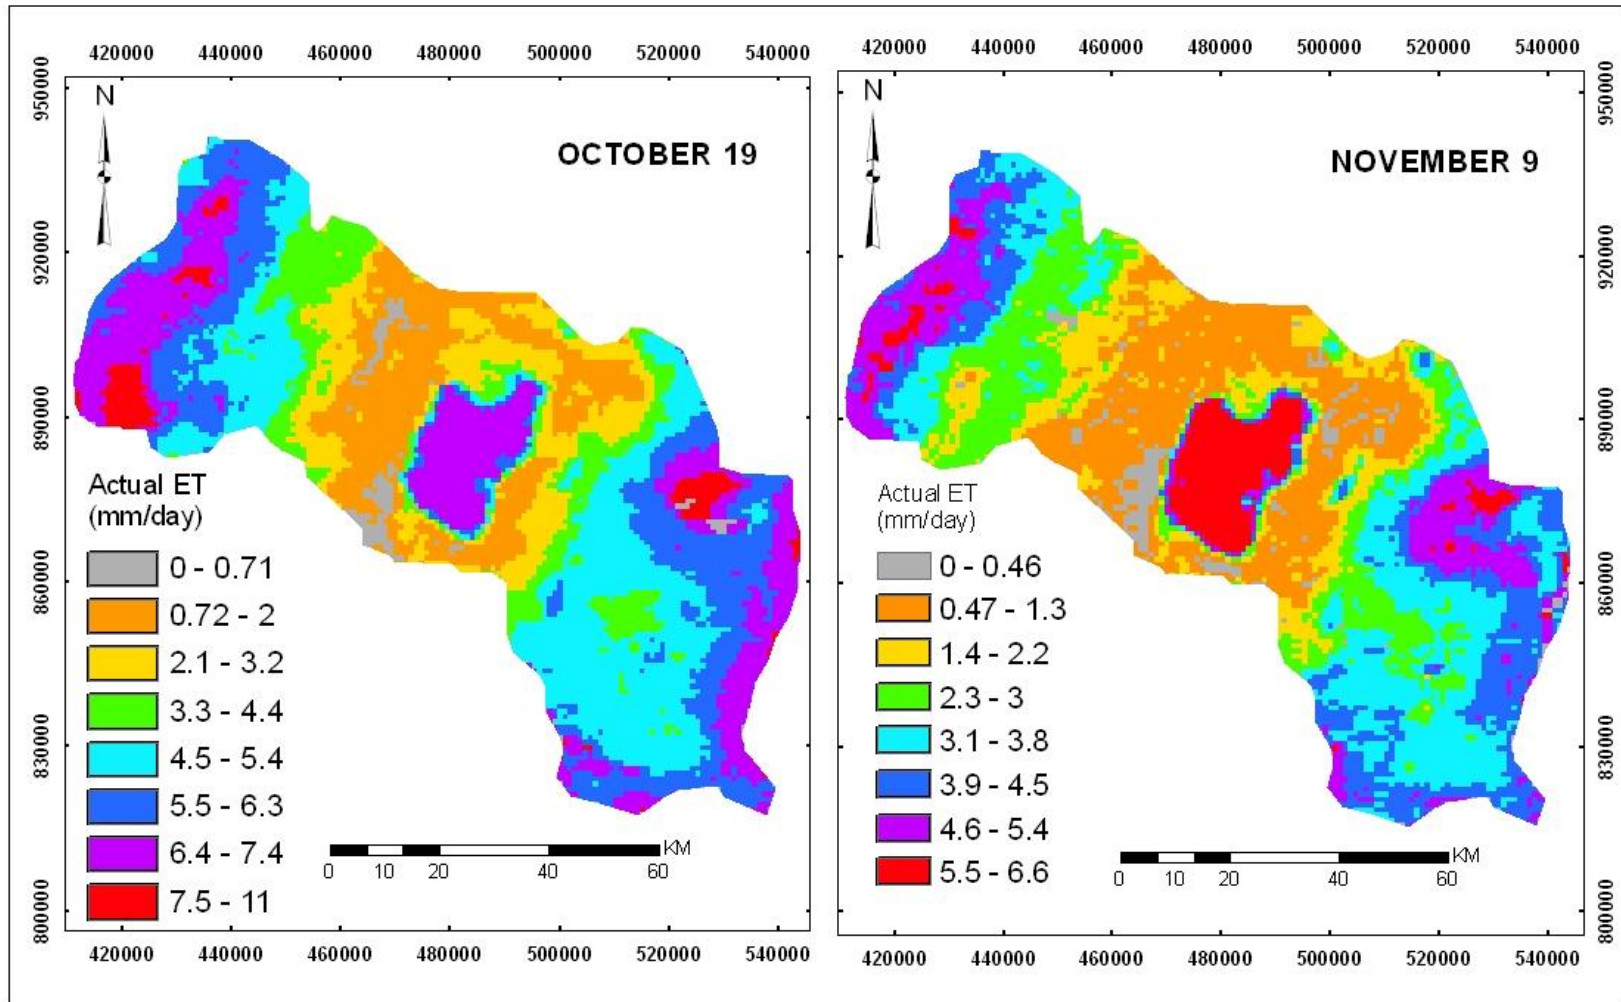 420000 440000 460000 480000 500000 520000 540000
950000
920000
890000
860000
830000
800000
N
OCTOBER 19
Actual ET
(mm/day)
0 - 0.71
0.72 - 2
2.1 - 3.2
3.3 - 4.4
4.5 - 5.4
5.5 - 6.3
6.4 - 7.4
7.5 - 11
KM
0 10 20 40 60
420000 440000 460000 480000 500000 520000 540000
420000 440000 460000 480000 500000 520000 540000
N
NOVEMBER 9
Actual ET
(mm/day)
0 - 0.46
0.47 - 1.3
1.4 - 2.2
2.3 - 3
3.1 - 3.8
3.9 - 4.5
4.6 - 5.4
5.5 - 6.6
KM
0 10 20 40 60
950000
920000
890000
860000
830000
800000
420000 440000 460000 480000 500000 520000 540000